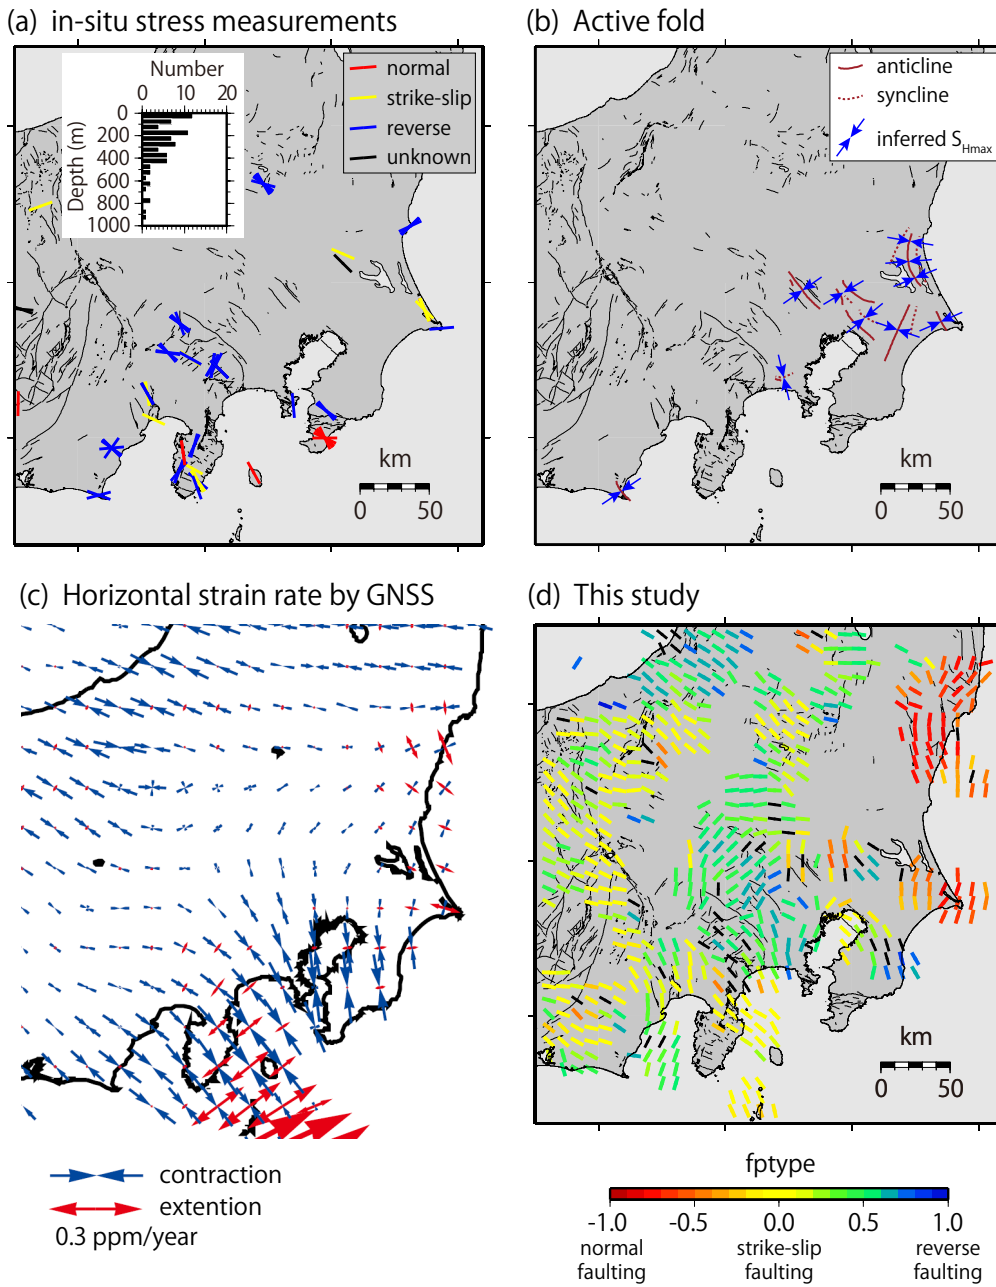 (a) in-situ stress measurements
Number
0 10 20
0
200
400
600
800
1000
Depth (m)
normal
strike-slip
reverse
unknown
km
0 50
(b) Active fold
anticline
syncline
inferred SHmax
km
0 50
(c) Horizontal strain rate by GNSS
contraction
extention
0.3 ppm/year
(d) This study
km
0 50
fptype
-1.0 -0.5 0.0 0.5 1.0
normal strike-slip reverse
faulting faulting faulting